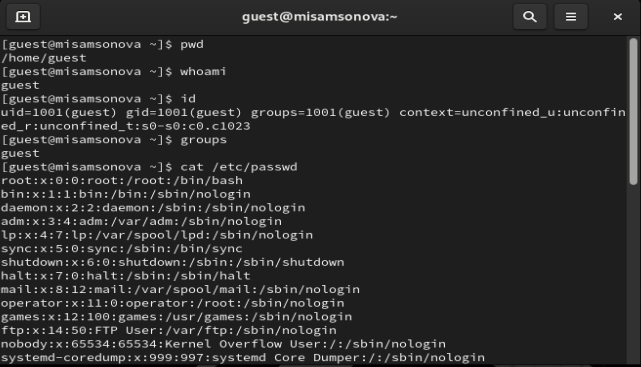 guest@misamsonova:~
[guest@misamsonova ~]$ pwd
/home/guest
[guest@misamsonova ~]$ whoami
guest
[guest@misamsonova ~]$ id
uid=1001(guest) gid=1001(guest) groups=1001(guest) context=unconfined_u:unconfin
ed_r:unconfined_t:s0-s0:c0.c1023
[guest@misamsonova ~]$ groups
guest
[guest@misamsonova ~]$ cat /etc/passwd
root:x:0:0:root:/root:/bin/bash
bin:x:1:1:bin:/bin:/sbin/nologin
daemon:x:2:2:daemon:/sbin:/sbin/nologin
adm:x:3:4:adm:/var/adm:/sbin/nologin
lp:x:4:7:lp:/var/spool/lpd:/sbin/nologin
sync:x:5:0:sync:/sbin:/bin/sync
shutdown:x:6:0:shutdown:/sbin:/sbin/shutdown
halt:x:7:0:halt:/sbin:/sbin/halt
mail:x:8:12:mail:/var/spool/mail:/sbin/nologin
operator:x:11:0:operator:/root:/sbin/nologin
games:x:12:100:games:/usr/games:/sbin/nologin
ftp:x:14:50:FTP User:/var/ftp:/sbin/nologin
nobody:x:65534:65534:Kernel Overflow User:/:/sbin/nologin
systemd-coredump:x:999:997:systemd Core Dumper:/:/sbin/nologin